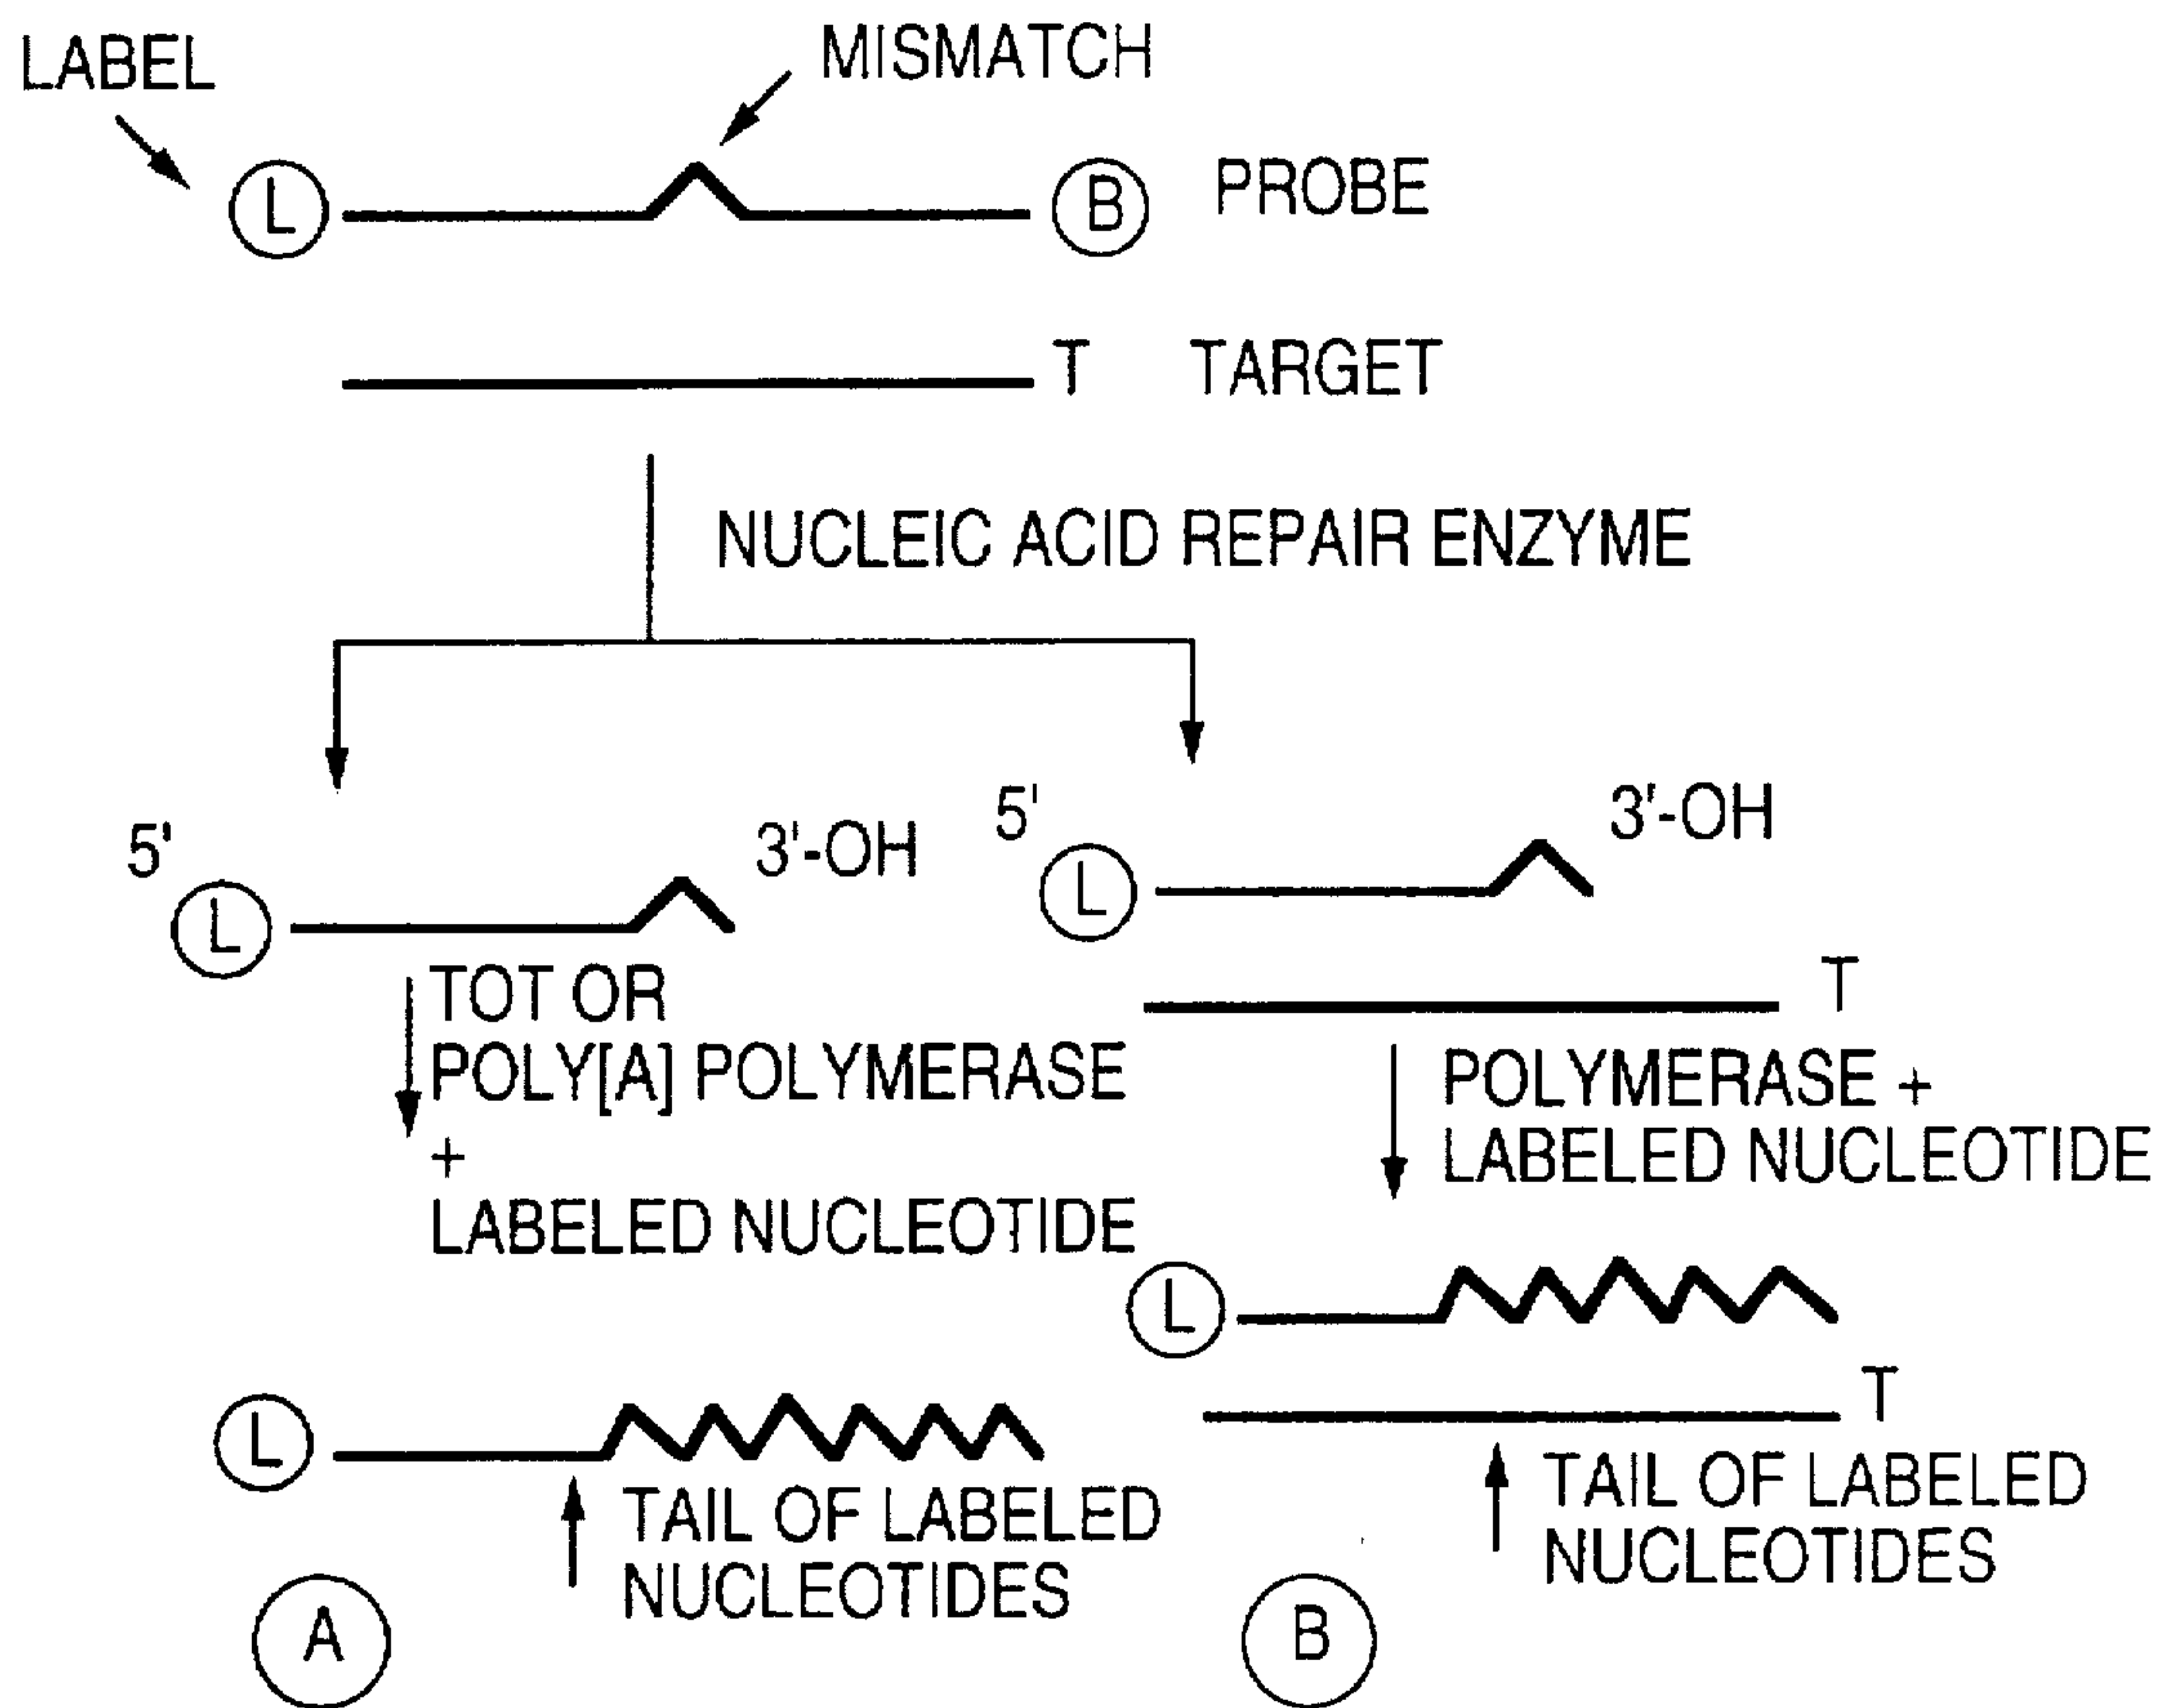 LABEL
MISMATCH
L
B
PROBE
T
TARGET
NUCLEIC ACID REPAIR ENZYME
5'
3'-OH
L
TOT OR
POLY[A] POLYMERASE
+
LABELED NUCLEOTIDE
L
TAIL OF LABELED
NUCLEOTIDES
A
5'
3'-OH
L
T
POLYMERASE +
LABELED NUCLEOTIDE
L
T
TAIL OF LABELED
NUCLEOTIDES
B